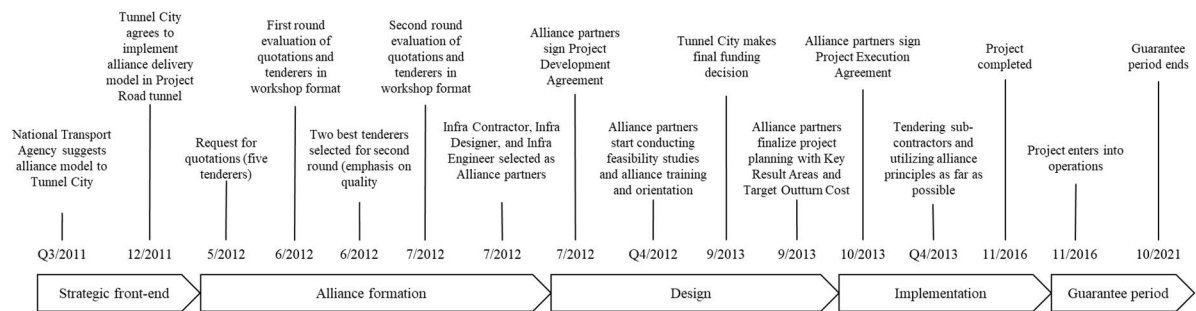 National Transport
Agency suggests
alliance model to
Tunnel City
Tunnel City
agrees to
implement
alliance delivery
model in Project
Road tunnel
Request for
quotations (five
tenderers)
First round
evaluation of
quotations and
tenderers in
workshop format
Two best tenderers
selected for second
round (emphasis on
quality
Second round
evaluation of
quotations and
tenderers in
workshop format
Infra Contractor, Infra
Designer, and Infra
Engineer selected as
Alliance partners
Alliance partners
sign Project
Development
Agreement
Alliance partners
start conducting
feasibility studies
and alliance training
and orientation
Tunnel City makes
final funding
decision
Alliance partners
finalize project
planning with Key
Result Areas and
Target Outturn Cost
Alliance partners sign
Project Execution
Agreement
Tendering sub-
contractors and
utilizing alliance
principles as far as
possible
Project
completed
Project enters into
operations
Guarantee
period ends
Q3/2011
12/2011
5/2012
6/2012
6/2012
7/2012
7/2012
7/2012
Q4/2012
9/2013
9/2013
10/2013
Q4/2013
11/2016
11/2016
10/2021
Strategic front-end
Alliance formation
Design
Implementation
Guarantee period